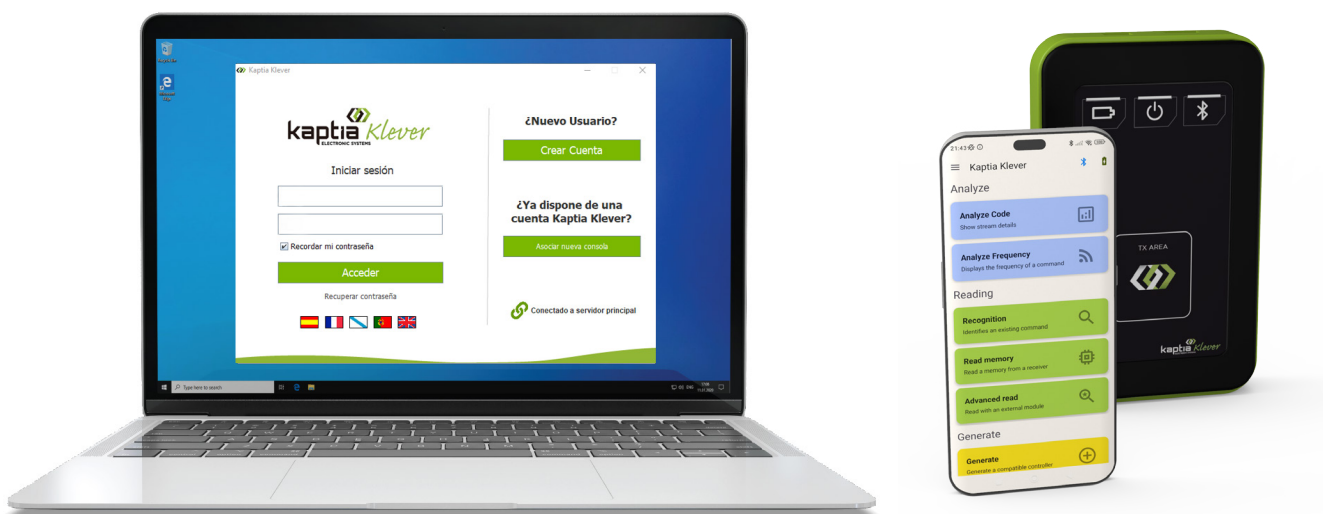 Kaptia Klever
kaptia Klever
ELECTRONIC SYSTEMS
Iniciar sesión
Recordar mi contraseña
Acceder
Recuperar contraseña
¿Nuevo Usuario?
Crear Cuenta
¿Ya dispone de una
cuenta Kaptia Klever?
Asociar nueva consola
Conectado a servidor principal
Type here to search
ENG
21:43
Kaptia Klever
Analyze
Analyze Code
Show stream details
Analyze Frequency
Displays the frequency of a command
Reading
Recognition
Identifies an existing command
Read memory
Read a memory from a receiver
Advanced read
Read with an external module
Generate
Generate
Generate a compatible controller
TX AREA
kaptia Klever